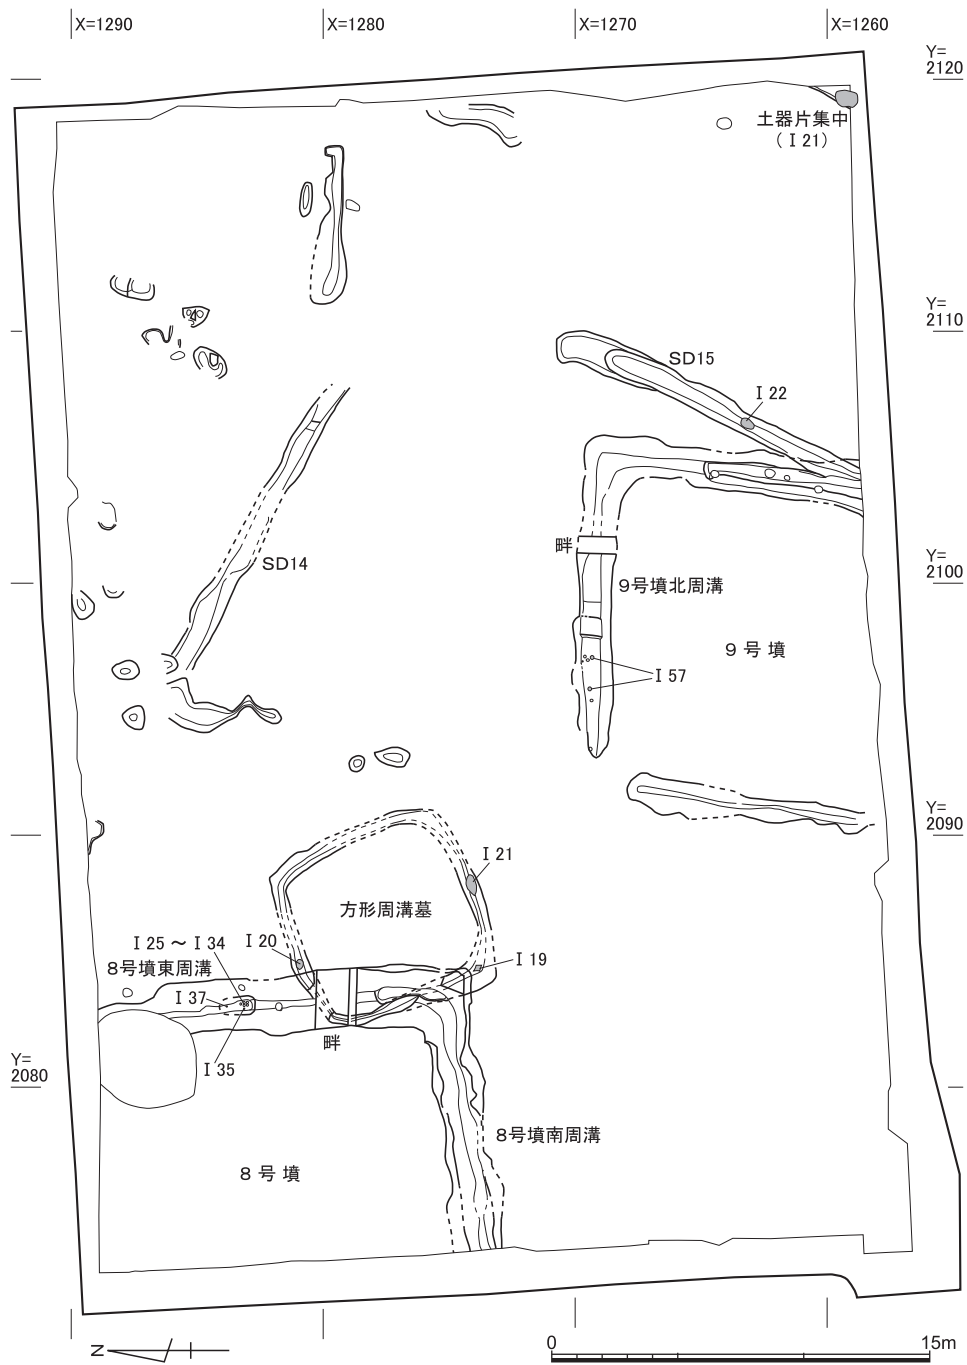 X=1290
X=1280
X=1270
X=1260
Y=
2120
土器片集中
（Ⅰ21）
Y=
2110
SD15
Ⅰ22
Y=
2100
畔
SD14
9号墳北周溝
9号墳
Ⅰ57
Y=
2090
Ⅰ21
方形周溝墓
Ⅰ25～Ⅰ34
Ⅰ20
Ⅰ19
8号墳東周溝
Ⅰ37
畔
Y=
2080
Ⅰ35
8号墳南周溝
8号墳
N
0
15m